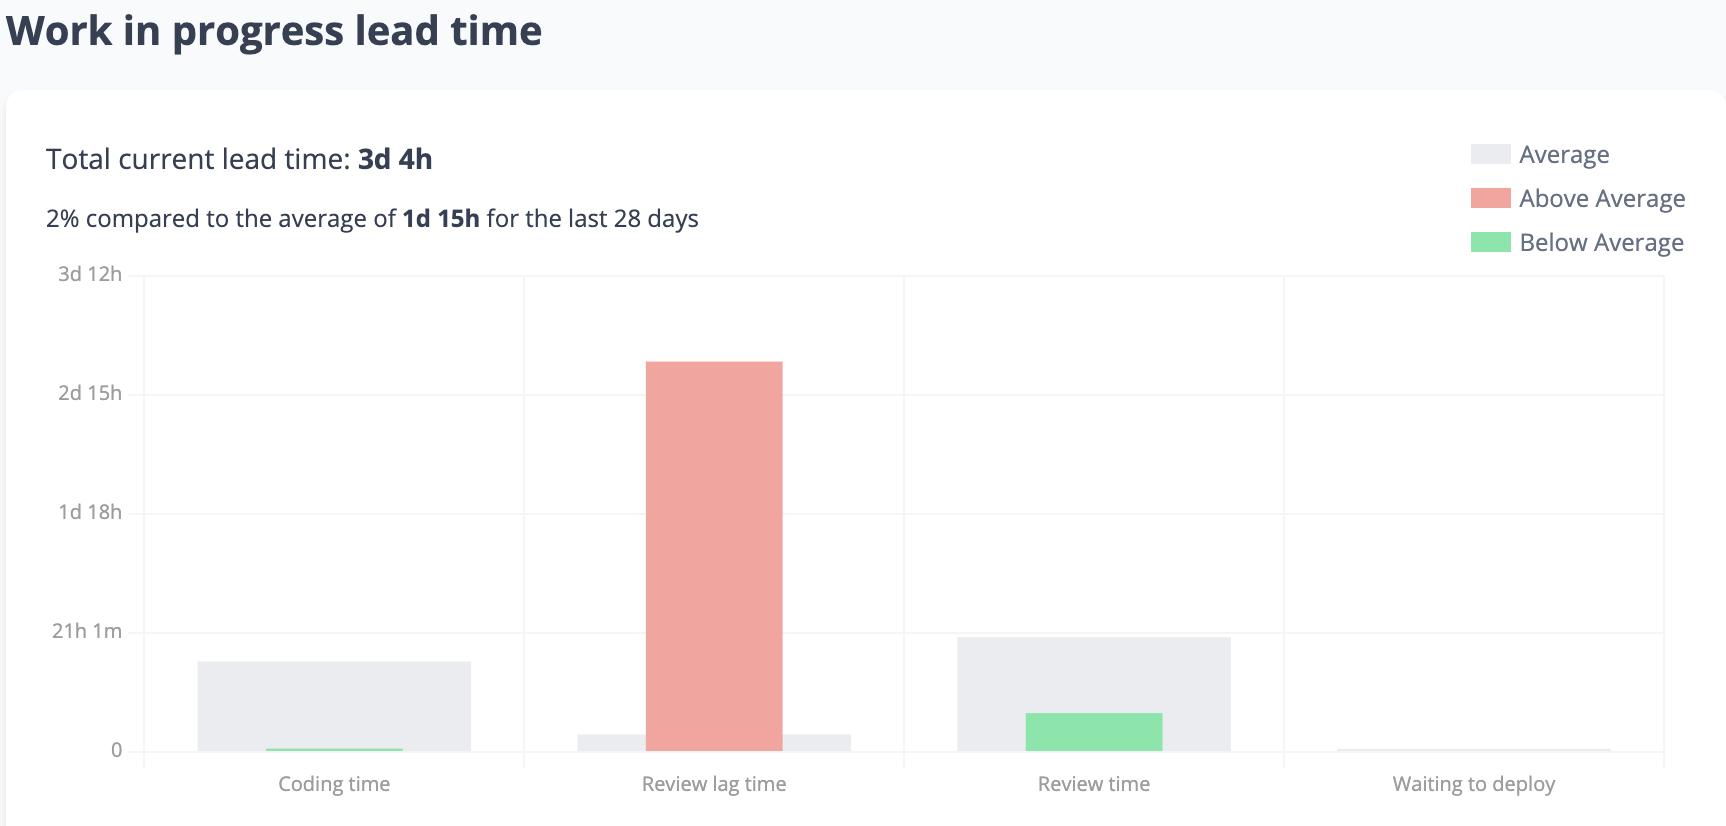 Work in progress lead time
Total current lead time: 3d 4h
2% compared to the average of 1d 15h for the last 28 days
Average
Above Average
Below Average
3d 12h
2d 15h
1d 18h
21h 1m
0
Coding time
Review lag time
Review time
Waiting to deploy